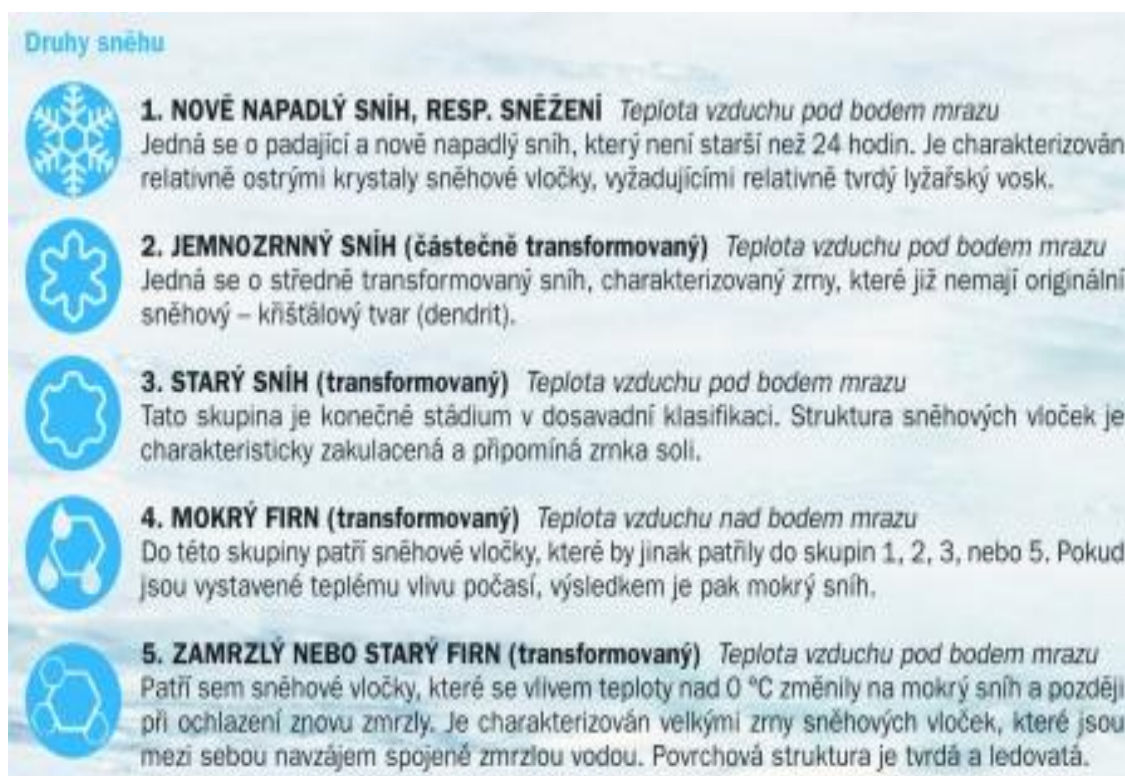 Druhy sněhu
1. NOVĚ NAPADLÝ SNÍH, RESP. SNĚŽENÍ Teplota vzduchu pod bodem mrazu
Jedná se o padající a nově napadlý sníh, který není starší než 24 hodin. Je charakterizován
relativně ostrými krystaly sněhové vločky, vyžadujícími relativně tvrdý lyžařský vosk.
2. JEMNOZRNNÝ SNÍH (částečně transformovaný) Teplota vzduchu pod bodem mrazu
Jedná se o středně transformovaný sníh, charakterizovaný zrny, které již nemají originální
sněhový – křišťálový tvar (dendrit).
3. STARÝ SNÍH (transformovaný) Teplota vzduchu pod bodem mrazu
Tato skupina je konečné stádium v dosavadní klasifikaci. Struktura sněhových vloček je
charakteristicky zakulacená a připomíná zrnka soli.
4. MOKRÝ FIRN (transformovaný) Teplota vzduchu nad bodem mrazu
Do této skupiny patří sněhové vločky, které by jinak patřily do skupin 1, 2, 3, nebo 5. Pokud
jsou vystavené teplému vlivu počasí, výsledkem je pak mokrý sníh.
5. ZAMRZLÝ NEBO STARÝ FIRN (transformovaný) Teplota vzduchu pod bodem mrazu
Patří sem sněhové vločky, které se vlivem teploty nad 0 °C změnily na mokrý sníh a později
při ochlazení znovu zmrzly. Je charakterizován velkými zrny sněhových vloček, které jsou
mezi sebou navzájem spojené zmrzlou vodou. Povrchová struktura je tvrdá a ledovatá.